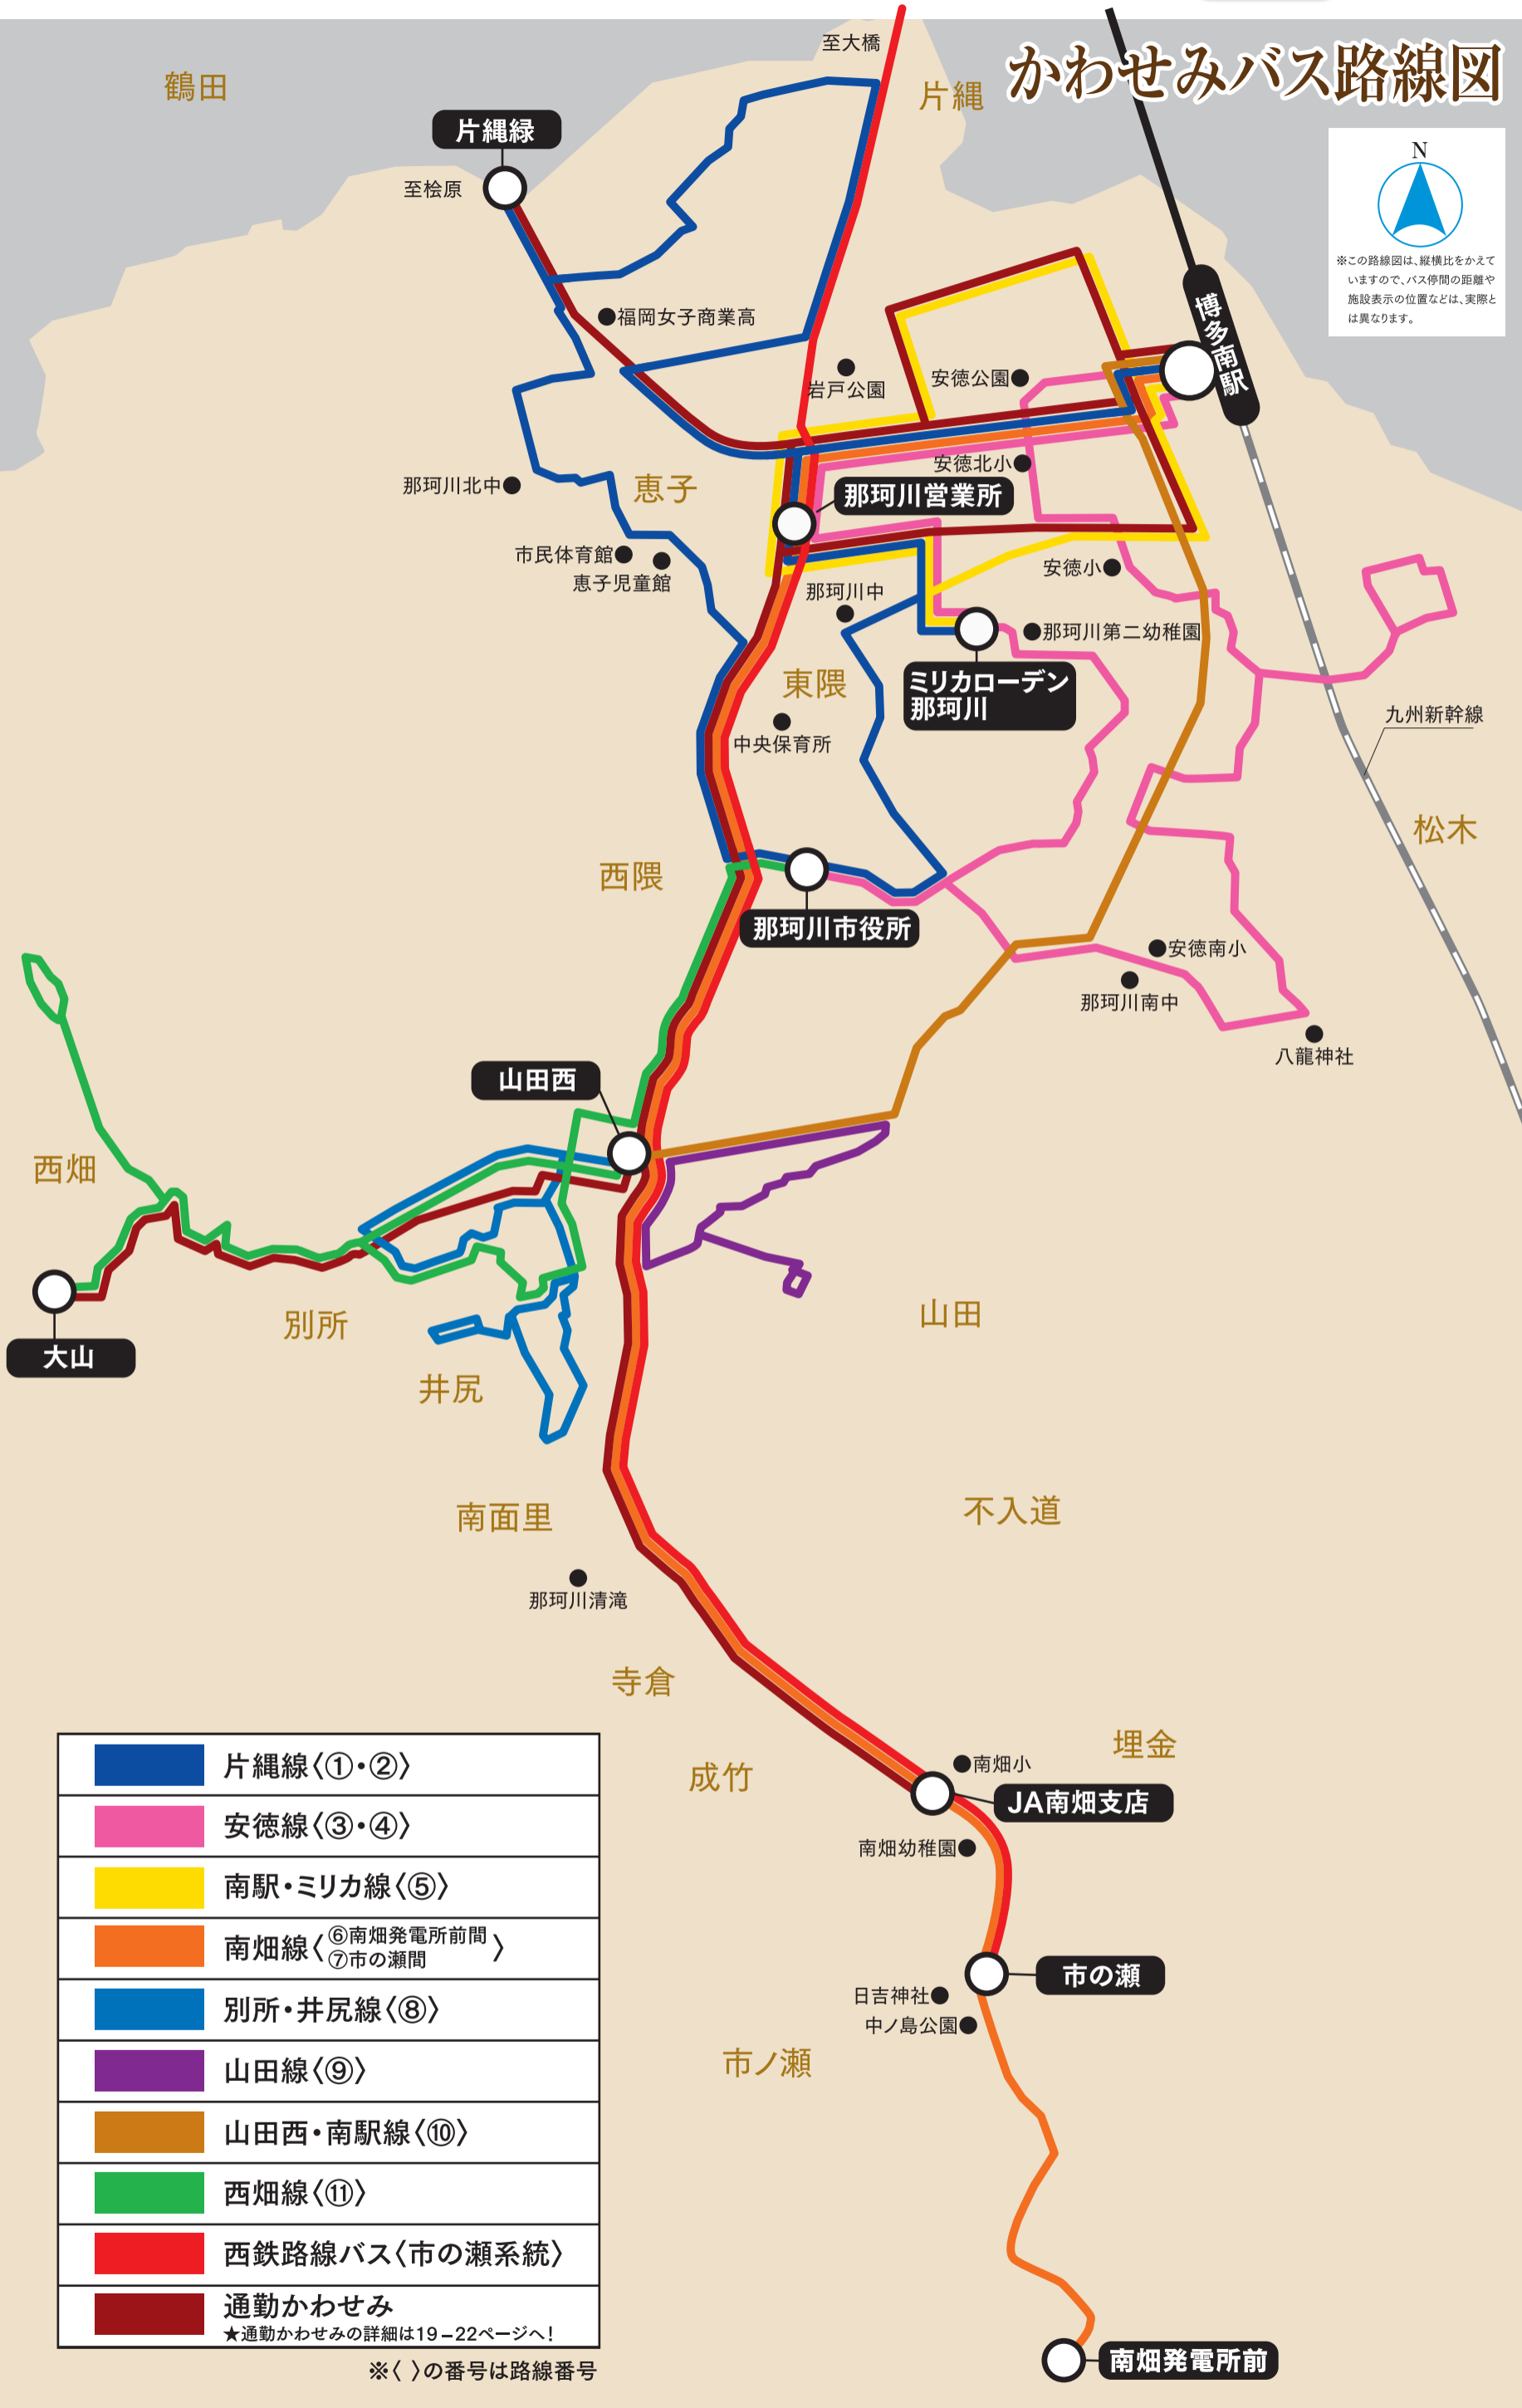 かわせみバス路線図
至大橋
鶴田
片縄
片縄緑
至桧原
N
※この路線図は、縦横比をかえて
いますので、バス停間の距離や
施設表示の位置などは、実際と
は異なります。
博多南駅
福岡女子商業高
岩戸公園
安徳公園
安徳北小
恵子
那珂川北中
那珂川営業所
市民体育館
恵子児童館
安徳小
那珂川中
那珂川第二幼稚園
東隈
ミリカローデン
那珂川
中央保育所
九州新幹線
松木
西隈
那珂川市役所
安徳南小
那珂川南中
八龍神社
山田西
西畑
別所
山田
大山
井尻
南面里
不入道
那珂川清滝
寺倉
埋金
成竹
南畑小
JA南畑支店
南畑幼稚園
市の瀬
日吉神社
中ノ島公園
市ノ瀬
南畑発電所前
片縄線〈①・②〉
安徳線〈③・④〉
南駅・ミリカ線〈⑤〉
南畑線〈⑥南畑発電所前間
⑦市の瀬間〉
別所・井尻線〈⑧〉
山田線〈⑨〉
山田西・南駅線〈⑩〉
西畑線〈⑪〉
西鉄路線バス〈市の瀬系統〉
通勤かわせみ
★通勤かわせみの詳細は19−22ページへ!
※〈 〉の番号は路線番号